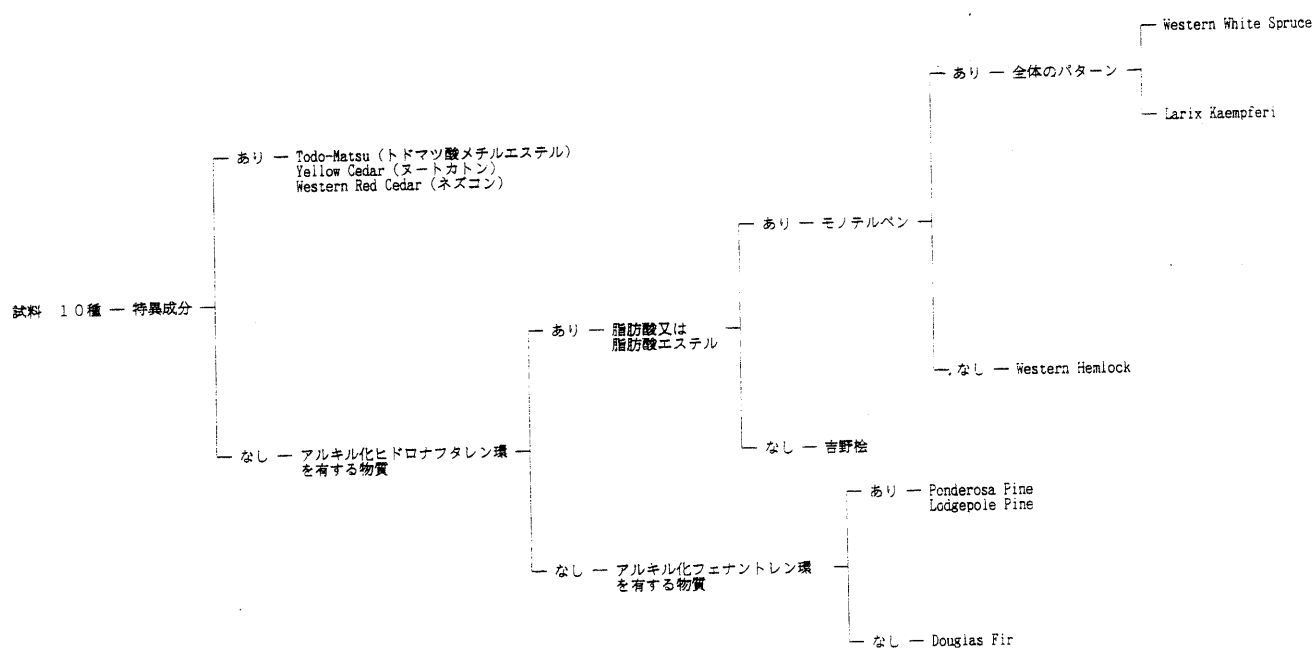 試料 10種 ― 特異成分
あり ― Todo-Matsu (トドマツ酸メチルエステル)
Yellow Cedar (ヌートカトン)
Western Red Cedar (ネズコン)
なし ― アルキル化ヒドロナフタレン環
を有する物質
あり ― 脂肪酸又は
脂肪酸エステル
あり ― モノテルペン
あり ― 全体のパターン
Western White Spruce
Larix Kaempferi
なし ― Western Hemlock
なし ― 吉野桧
なし ― アルキル化フェナントレン環
を有する物質
あり ― Ponderosa Pine
Lodgepole Pine
なし ― Douglas Fir